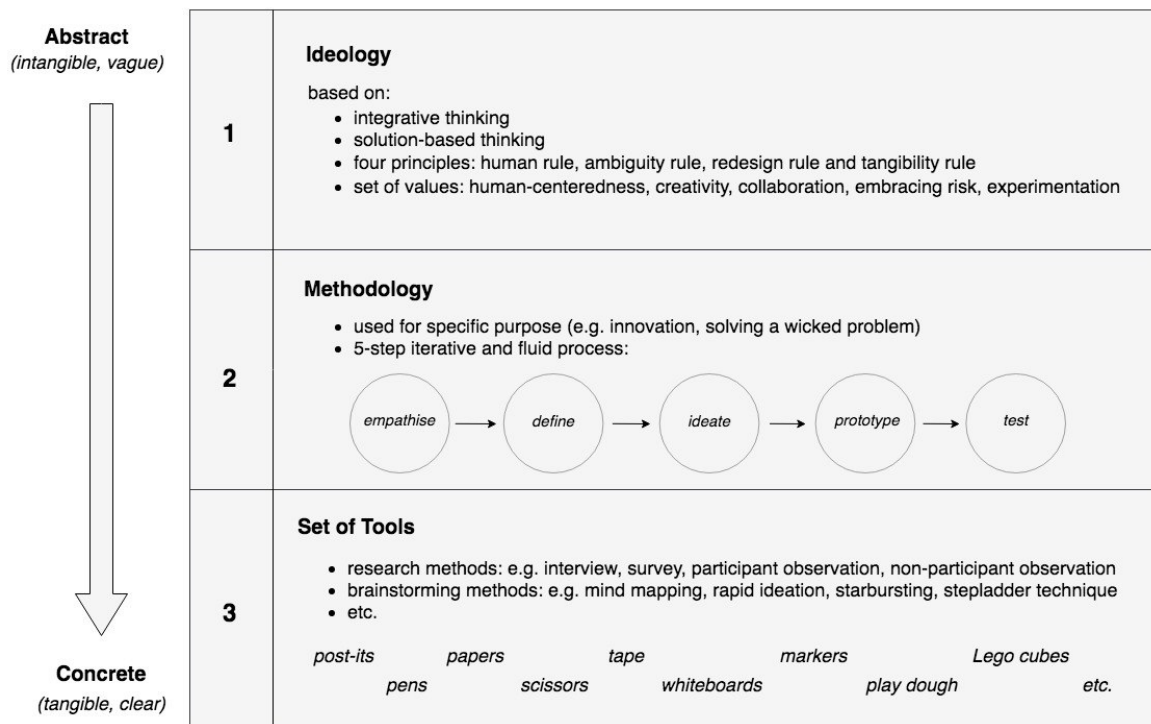 Abstract
(intangible, vague)
Concrete
(tangible, clear)
1
Ideology
based on:
• integrative thinking
• solution-based thinking
• four principles: human rule, ambiguity rule, redesign rule and tangibility rule
• set of values: human-centeredness, creativity, collaboration, embracing risk, experimentation
2
Methodology
• used for specific purpose (e.g. innovation, solving a wicked problem)
• 5-step iterative and fluid process:
empathise
define
ideate
prototype
test
3
Set of Tools
• research methods: e.g. interview, survey, participant observation, non-participant observation
• brainstorming methods: e.g. mind mapping, rapid ideation, starbursting, stepladder technique
• etc.
post-its papers tape markers Lego cubes
pens scissors whiteboards play dough etc.